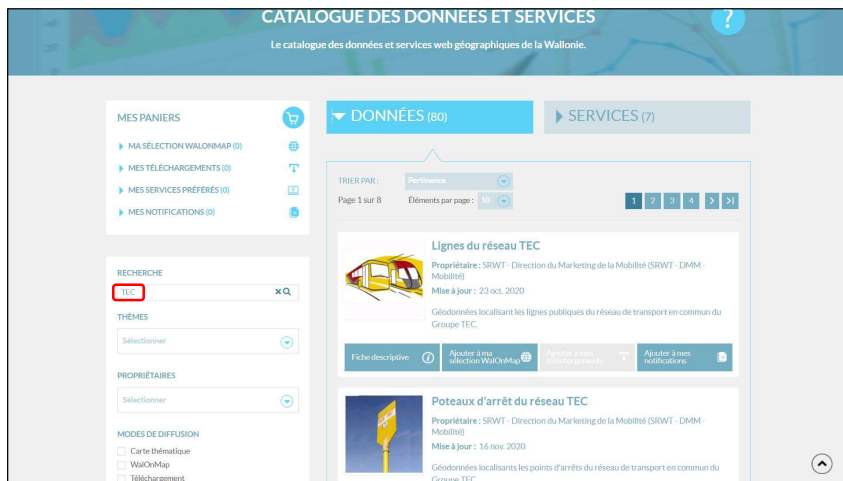 CATALOGUE DES DONNÉES ET SERVICES
?
Le catalogue des données et services web géographiques de la Wallonie.
MES PANIERS
MA SÉLECTION WALONMAP (0)
MES TÉLÉCHARGEMENTS (0)
MES SERVICES PRÉFÉRÉS (0)
MES NOTIFICATIONS (0)
RECHERCHE
TEC
THÈMES
Sélectionner
PROPRIÉTAIRES
Sélectionner
MODES DE DIFFUSION
Carte thématique
WalOnMap
Téléchargement
DONNÉES (80)
SERVICES (7)
TRIER PAR : Pertinence
Page 1 sur 8 Éléments par page : 10
1 2 3 4
Lignes du réseau TEC
Propriétaire : SRWT - Direction du Marketing de la Mobilité (SRWT - DMM -
Mobilité)
Mise à jour : 23 oct. 2020
Géodonnées localisant les lignes publiques du réseau de transport en commun du
Groupe TEC.
Fiche descriptive
Ajouter à ma
sélection WalOnMap
Ajouter à mes
téléchargements
Ajouter à mes
notifications
Poteaux d'arrêt du réseau TEC
Propriétaire : SRWT - Direction du Marketing de la Mobilité (SRWT - DMM -
Mobilité)
Mise à jour : 16 nov. 2020
Géodonnées localisants les points d'arrêts du réseau de transport en commun du
Groupe TEC.